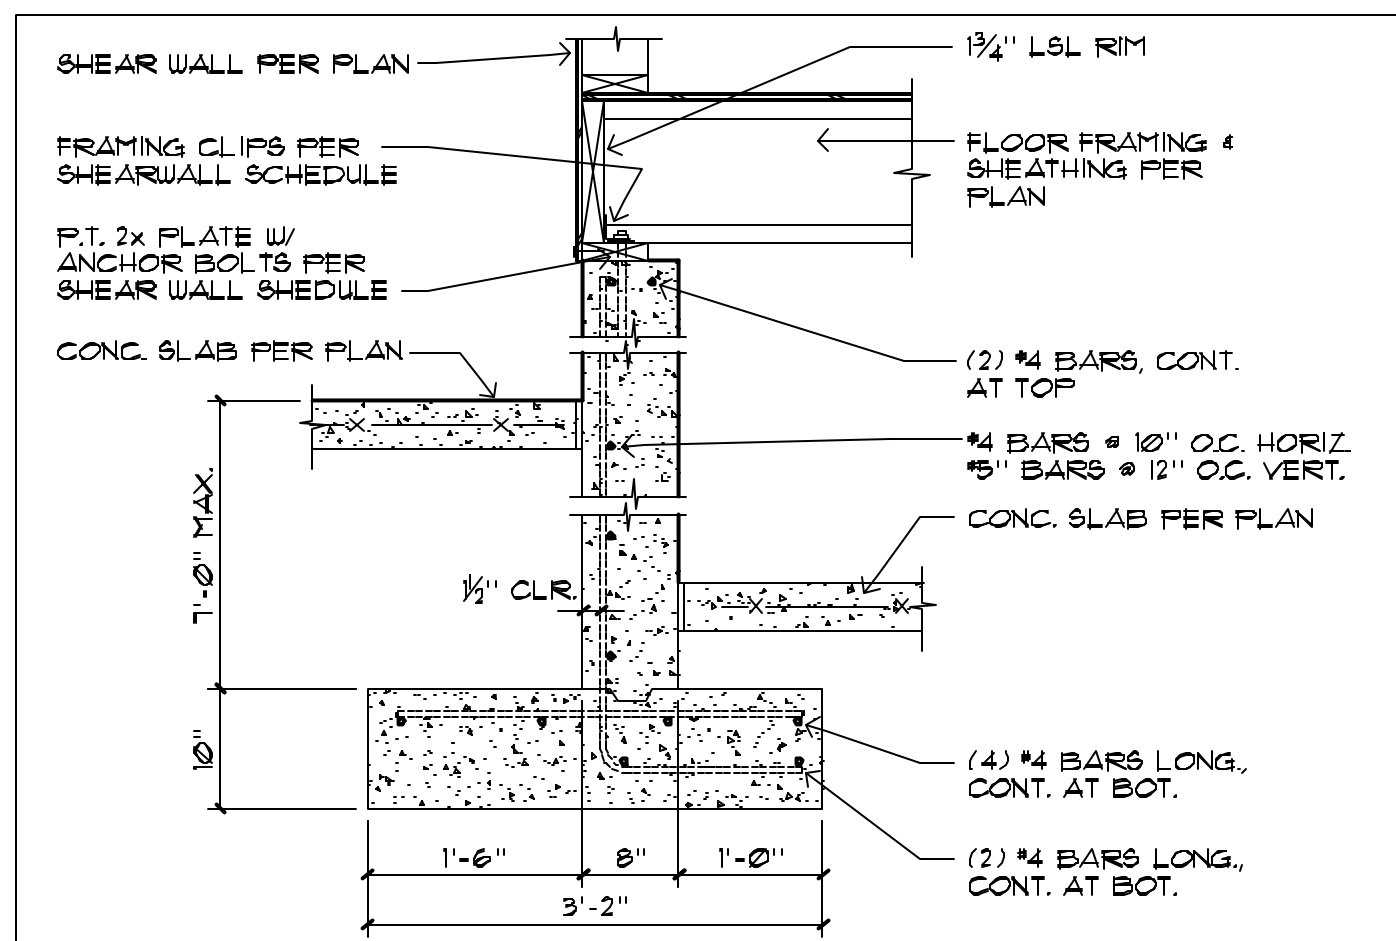 SHEAR WALL PER PLAN
FRAMING CLIPS PER
SHEARWALL SCHEDULE
P.T. 2x PLATE W/
ANCHOR BOLTS PER
SHEAR WALL SHEDULE
CONC. SLAB PER PLAN
1¾" LSL RIM
FLOOR FRAMING &
SHEATHING PER
PLAN
(2) #4 BARS, CONT.
AT TOP
#4 BARS @ 10" O.C. HORIZ.
#5" BARS @ 12" O.C. VERT.
CONC. SLAB PER PLAN
7'-0" MAX.
1½" CLR.
10"
(4) #4 BARS LONG.,
CONT. AT BOT.
(2) #4 BARS LONG.,
CONT. AT BOT.
1'-6"
8"
1'-0"
3'-2"